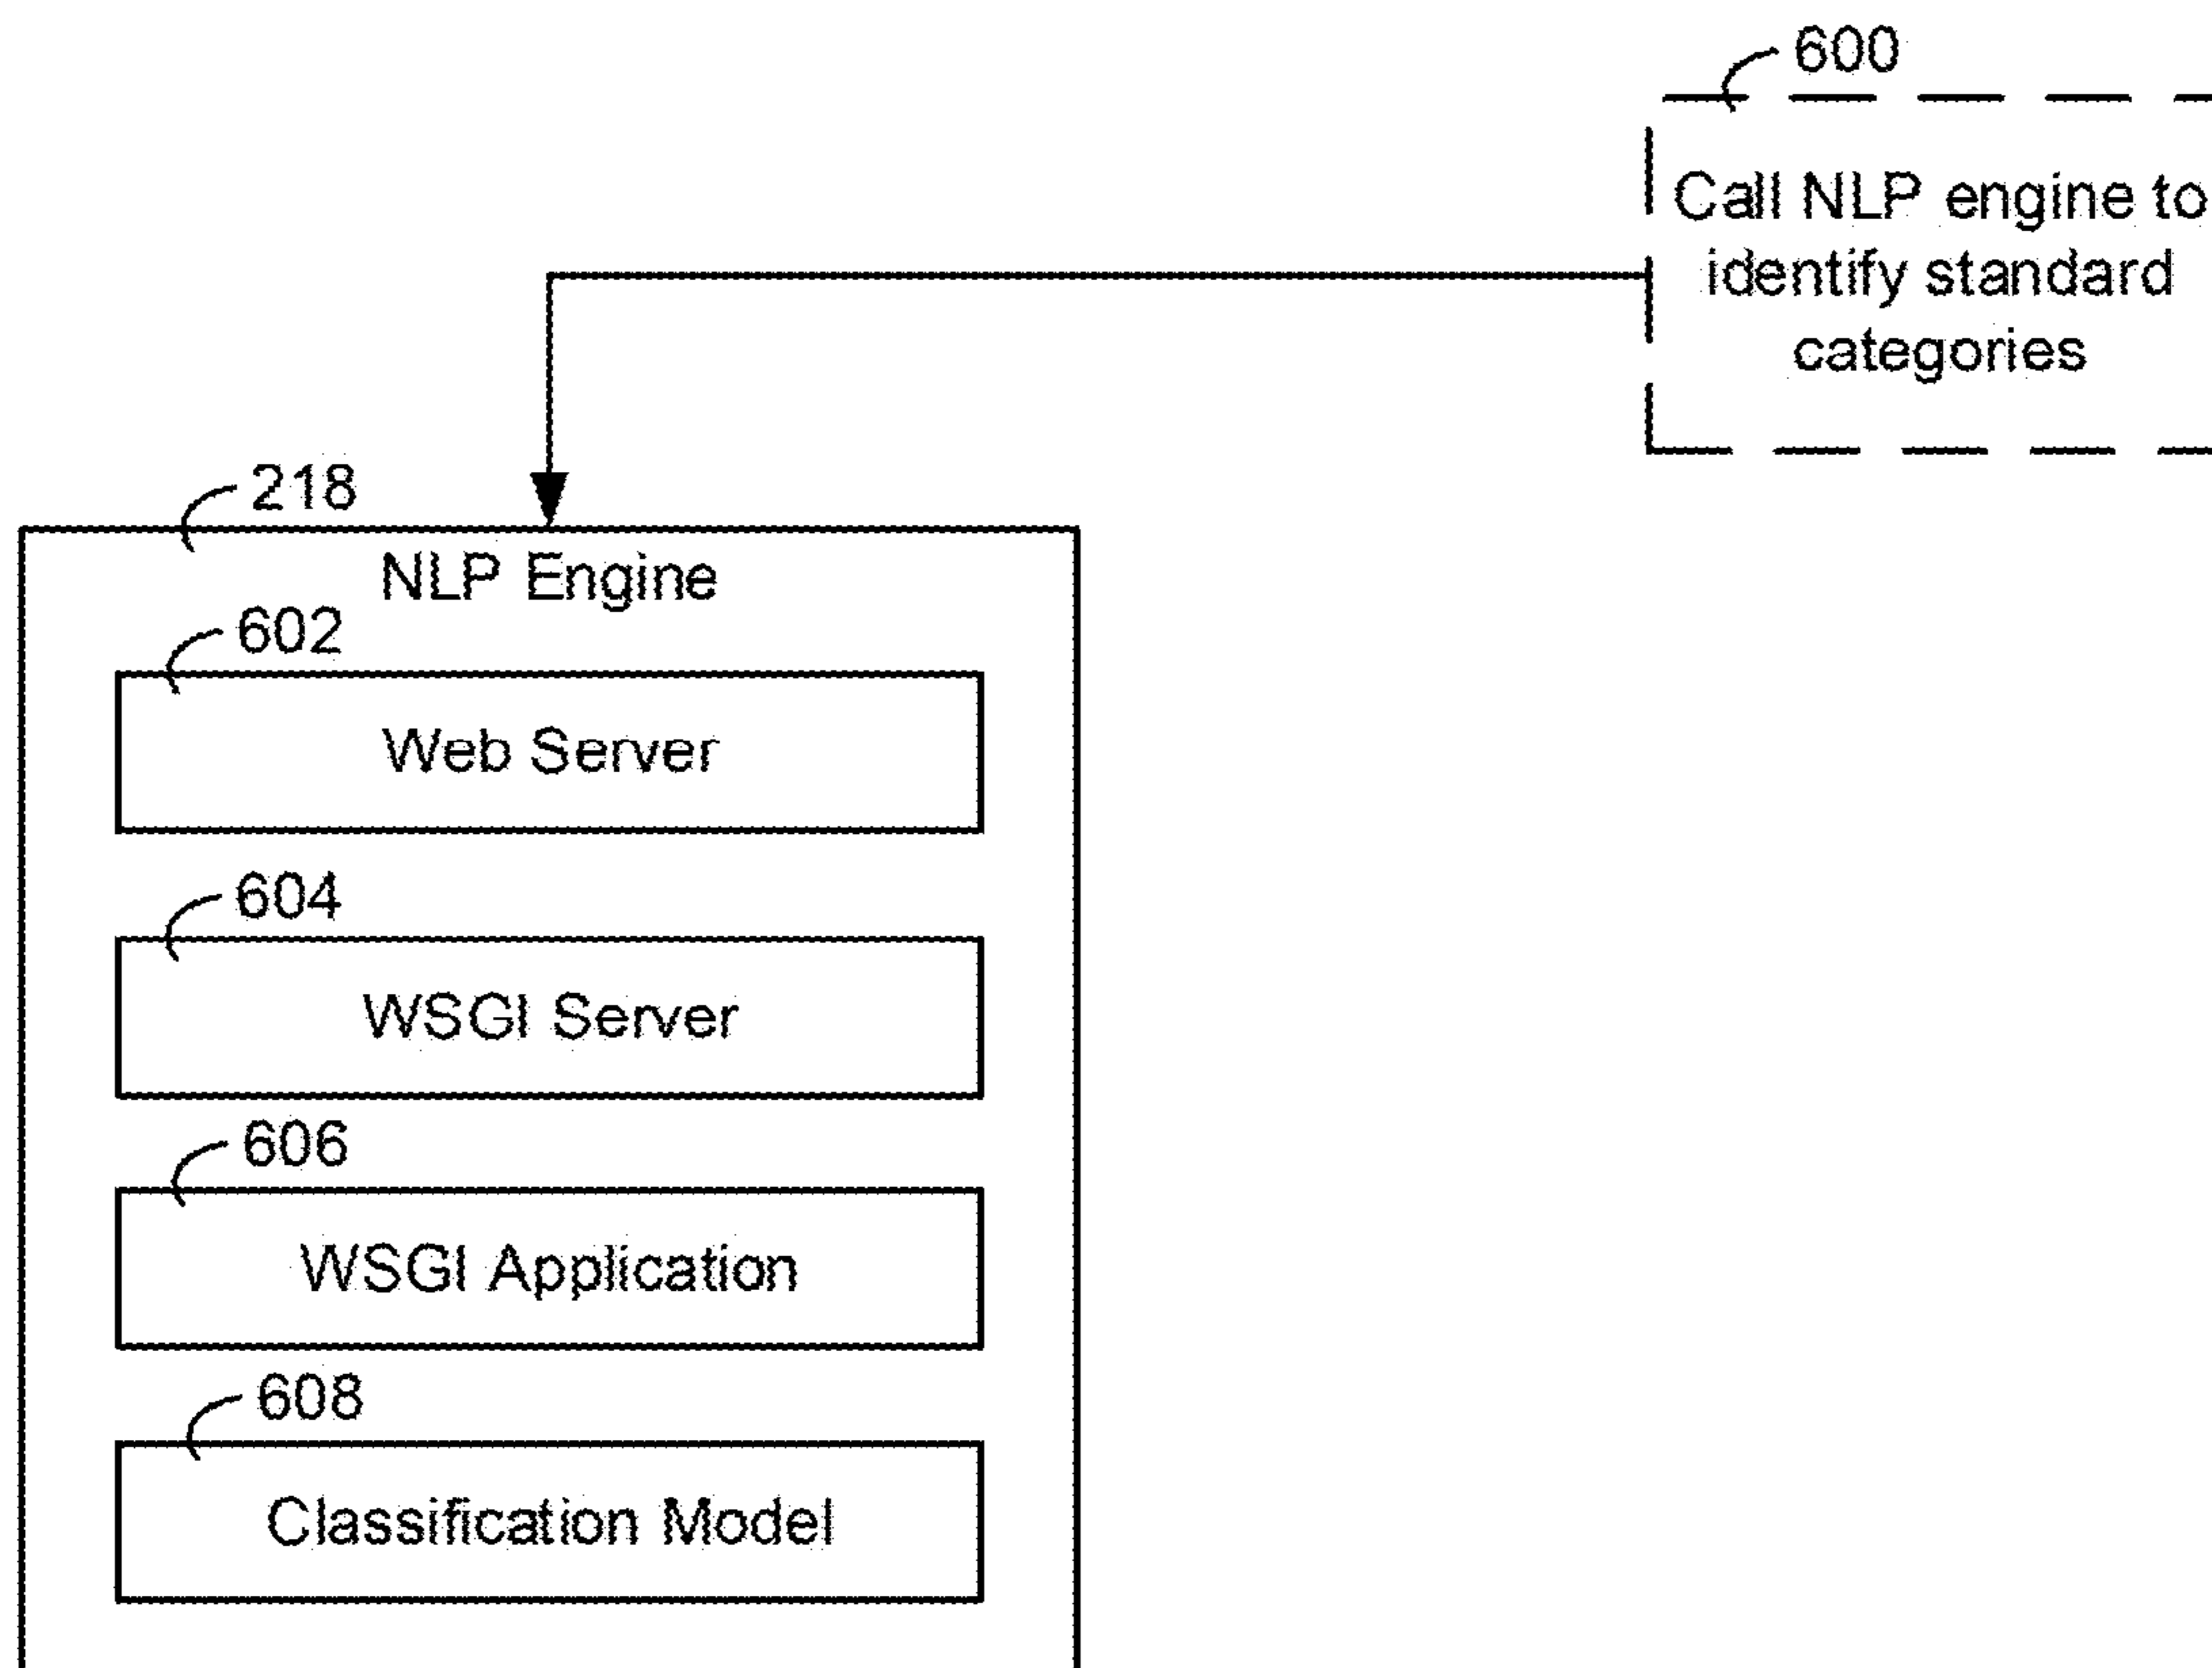 600
Call NLP engine to
identify standard
categories
218
NLP Engine
602
Web Server
604
WSGI Server
606
WSGI Application
608
Classification Model